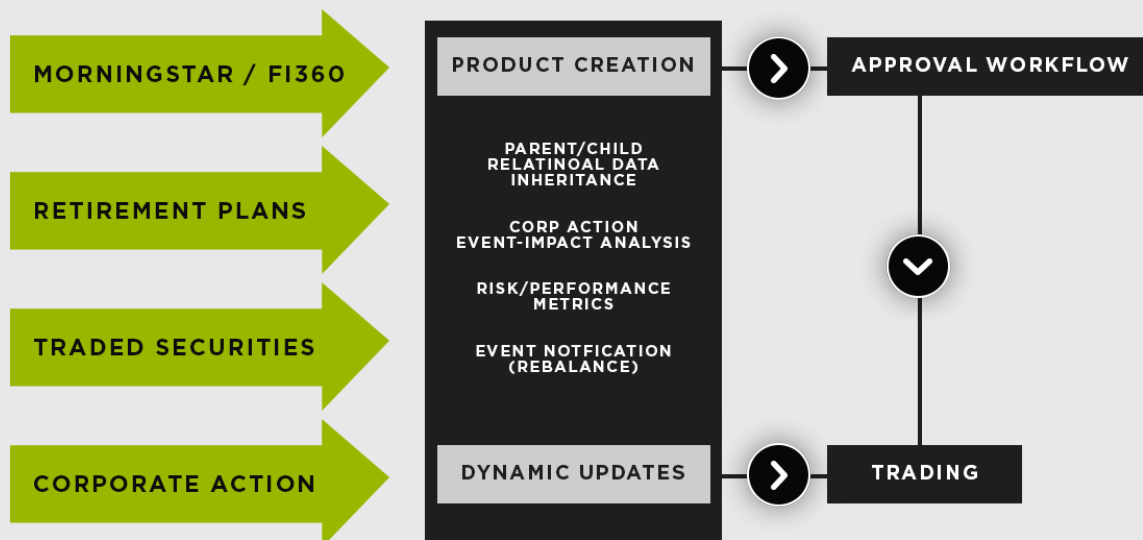 MORNINGSTAR / FI360
RETIREMENT PLANS
TRADED SECURITIES
CORPORATE ACTION
PRODUCT CREATION
PARENT/CHILD
RELATINOAL DATA
INHERITANCE
CORP ACTION
EVENT-IMPACT ANALYSIS
RISK/PERFORMANCE
METRICS
EVENT NOTFICATION
(REBALANCE)
DYNAMIC UPDATES
APPROVAL WORKFLOW
TRADING